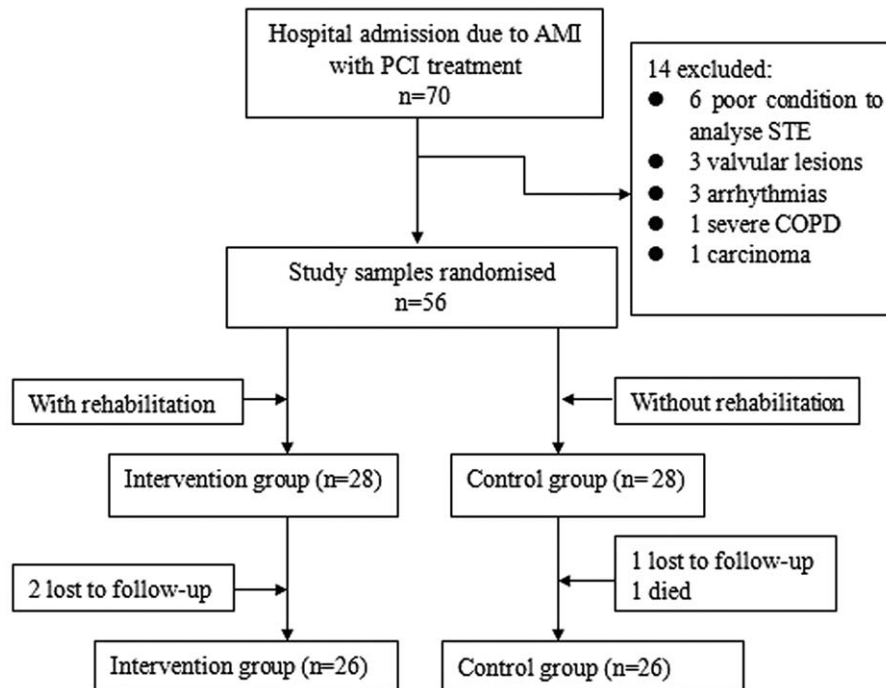 Hospital admission due to AMI
with PCI treatment
n=70
14 excluded:
● 6 poor condition to
analyse STE
● 3 valvular lesions
● 3 arrhythmias
● 1 severe COPD
● 1 carcinoma
Study samples randomised
n=56
With rehabilitation
Without rehabilitation
Intervention group (n=28)
Control group (n= 28)
2 lost to follow-up
1 lost to follow-up
1 died
Intervention group (n=26)
Control group (n=26)